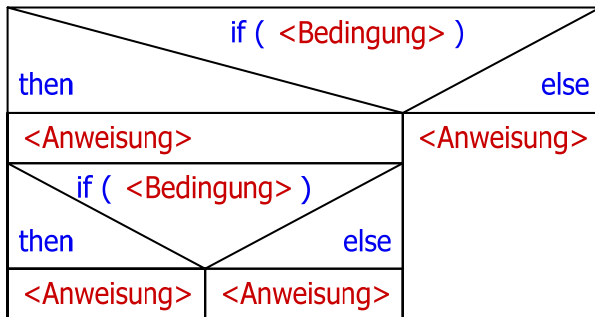 if ( <Bedingung> )
then else
<Anweisung> <Anweisung>
if ( <Bedingung> )
then else
<Anweisung> <Anweisung>